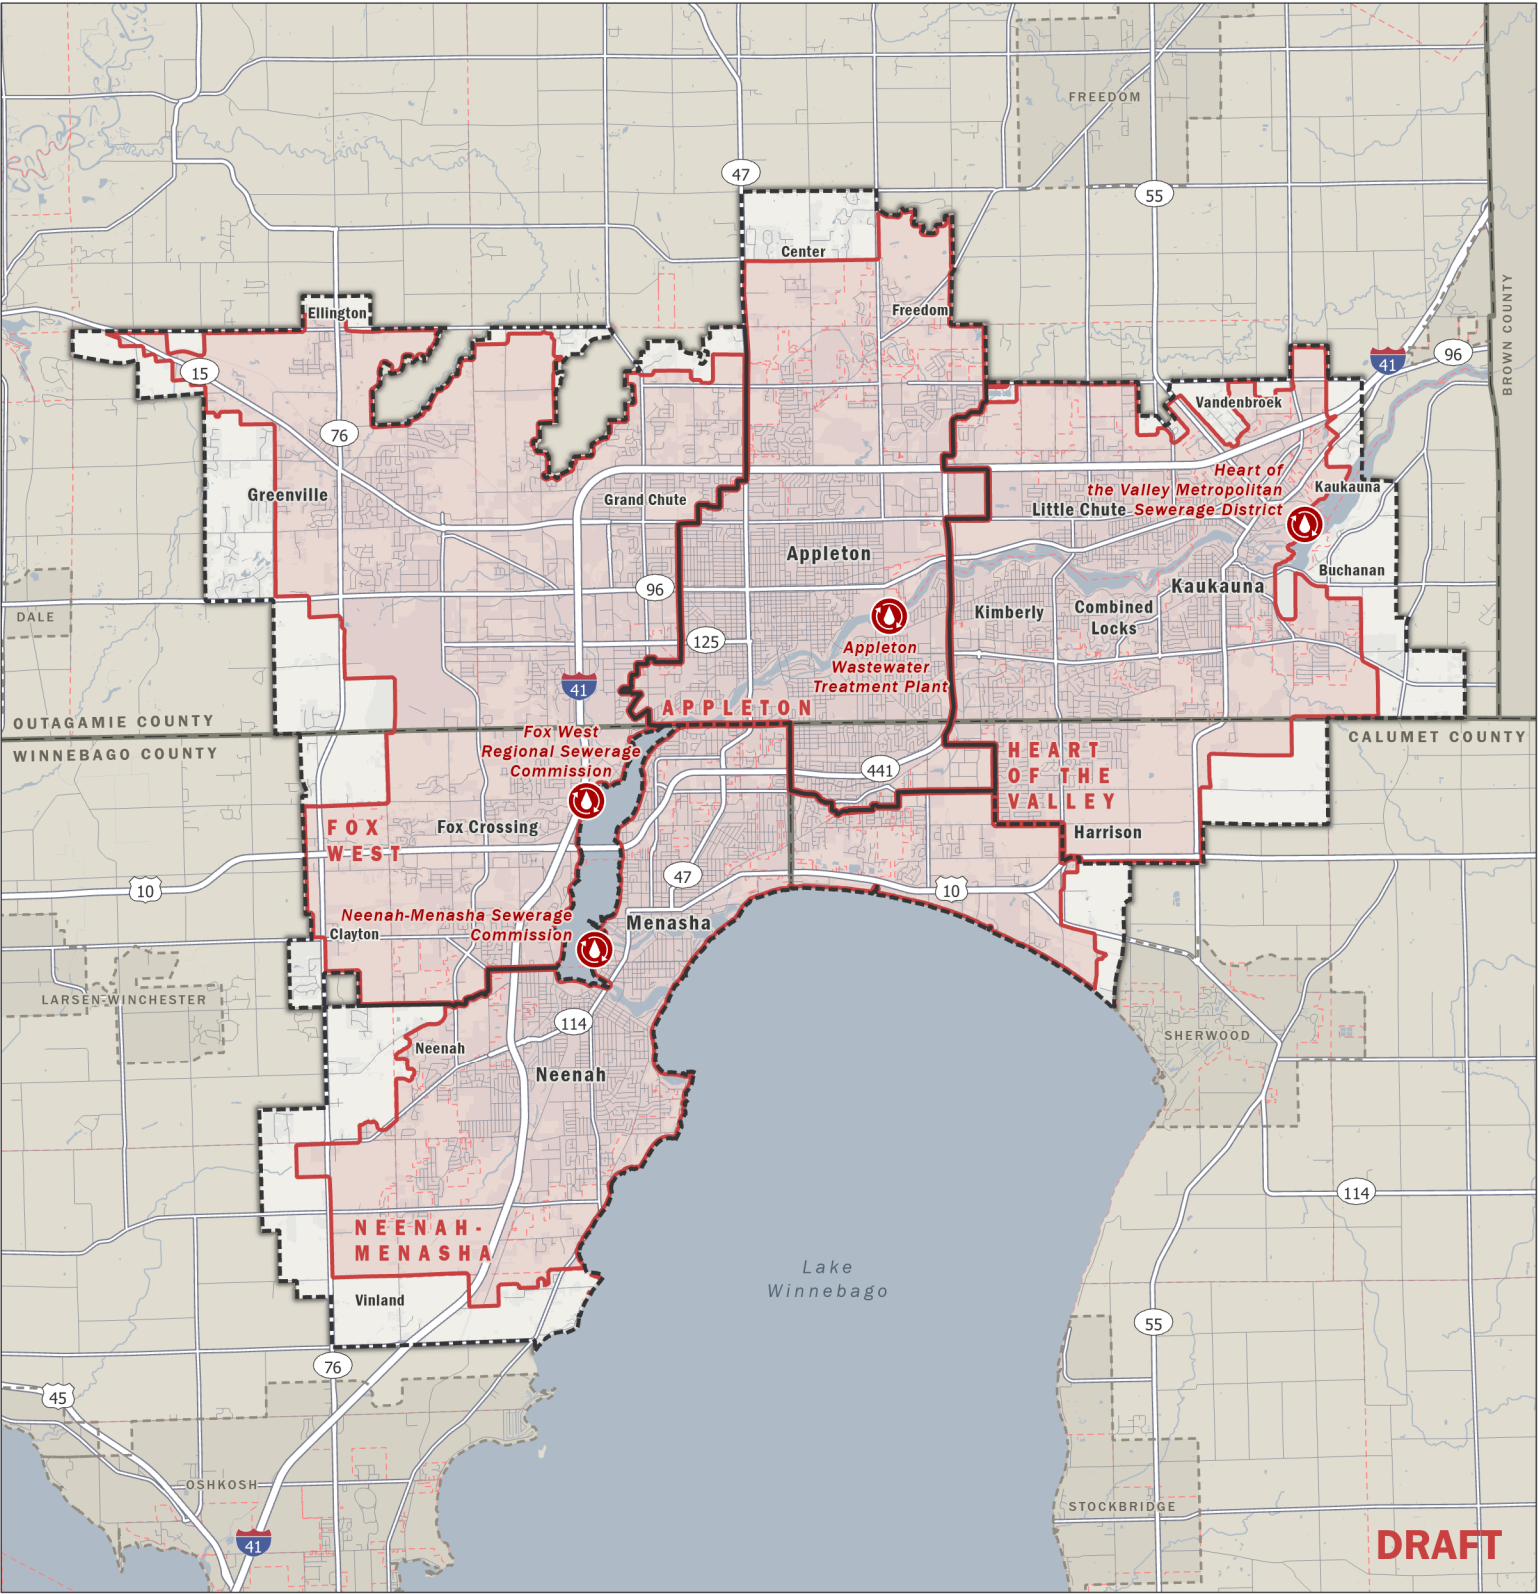 FREEDOM
47
55
Center
Ellington
Freedom
BROWN COUNTY
41
96
15
Vandenbroek
76
Heart of
the Valley Metropolitan
Sewerage District
Kaukauna
Greenville
Grand Chute
Little Chute
Appleton
Buchanan
96
Kaukauna
DALE
Kimberly
Combined
Locks
125
Appleton
Wastewater
Treatment Plant
41
APPLETON
OUTAGAMIE COUNTY
WINNEBAGO COUNTY
CALUMET COUNTY
Fox West
Regional Sewerage
Commission
HEART
OF THE
VALLEY
441
FOX
WEST
Fox Crossing
Harrison
47
10
10
Neenah-Menasha Sewerage
Commission
Menasha
Clayton
LARSEN-WINCHESTER
114
SHERWOOD
Neenah
Neenah
114
NEENAH-
MENASHA
Lake
Winnebago
Vinland
55
76
45
OSHKOSH
STOCKBRIDGE
41
DRAFT